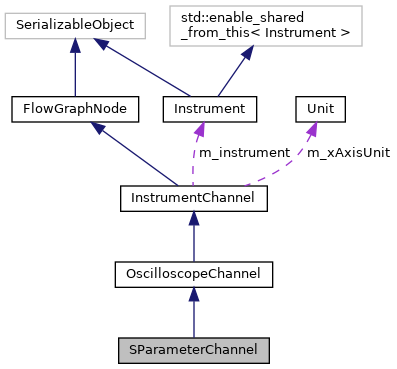 SerializableObject
std::enable_shared
_from_this< Instrument >
FlowGraphNode
Instrument
Unit
m_instrument
m_xAxisUnit
InstrumentChannel
OscilloscopeChannel
SParameterChannel